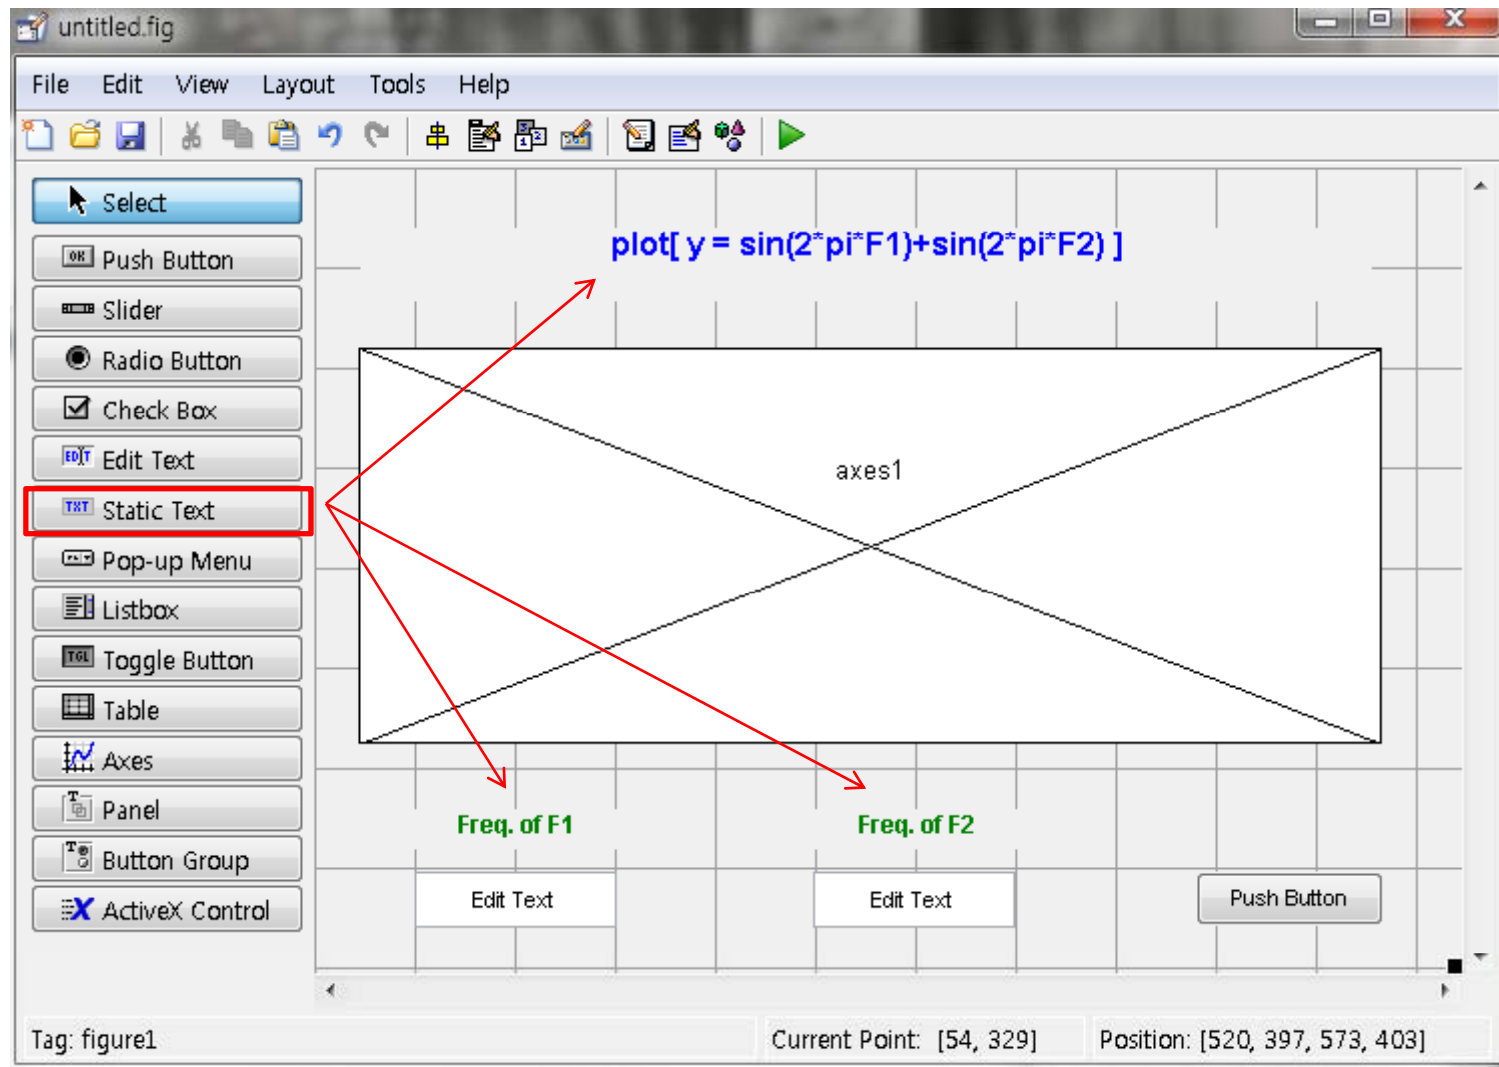 untitled.fig
File Edit View Layout Tools Help
Select
Push Button
Slider
Radio Button
Check Box
EDIT Edit Text
TXT Static Text
Pop-up Menu
Listbox
TGL Toggle Button
Table
Axes
Panel
Button Group
ActiveX Control
plot[ y = sin(2*pi*F1)+sin(2*pi*F2) ]
axes1
Freq. of F1 Freq. of F2
Edit Text Edit Text Push Button
Tag: figure1 Current Point: [54, 329] Position: [520, 397, 573, 403]